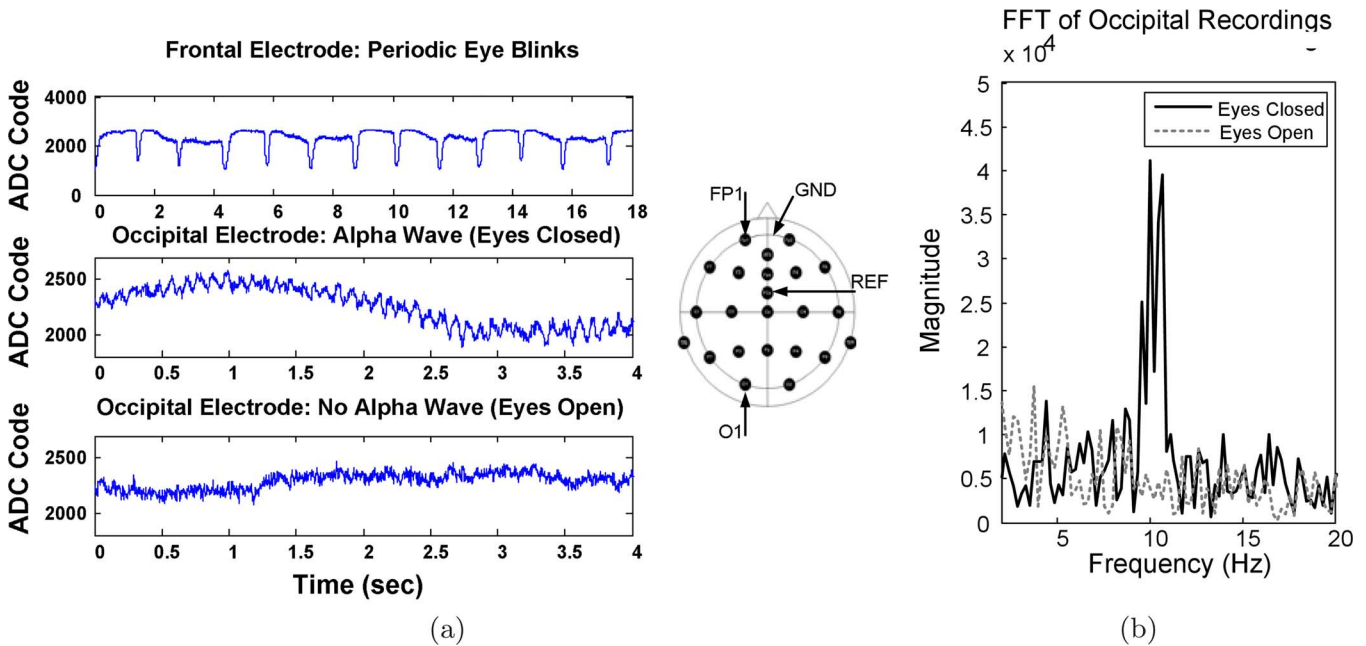 Frontal Electrode: Periodic Eye Blinks
ADC Code
4000
2000
0
0 2 4 6 8 10 12 14 16 18
Occipital Electrode: Alpha Wave (Eyes Closed)
ADC Code
2500
2000
0 0.5 1 1.5 2 2.5 3 3.5 4
Occipital Electrode: No Alpha Wave (Eyes Open)
ADC Code
2500
2000
0 0.5 1 1.5 2 2.5 3 3.5 4
Time (sec)
FP1
GND
REF
O1
(a)
FFT of Occipital Recordings
x 10^4
Eyes Closed
Eyes Open
Magnitude
5
4.5
4
3.5
3
2.5
2
1.5
1
0.5
0
5 10 15 20
Frequency (Hz)
(b)